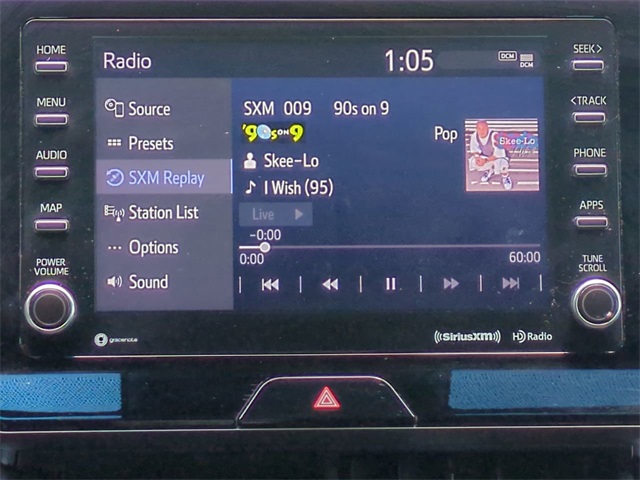 HOME
MENU
AUDIO
MAP
POWER
VOLUME
Radio
1:05
DCM
DCM
Source
Presets
SXM Replay
Station List
Options
Sound
SXM 009 90s on 9
'90s ON 9
Pop
Skee-Lo
Skee-Lo
I Wish (95)
Live
-0:00
0:00
60:00
SEEK>
<TRACK
PHONE
APPS
TUNE
SCROLL
gracenote
((SiriusXM))
HD Radio